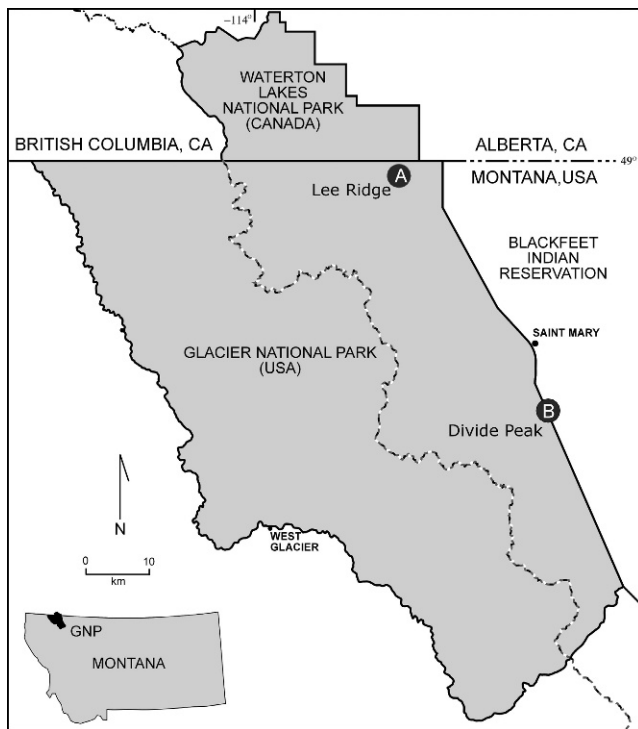 -114°
WATERTON
LAKES
NATIONAL PARK
(CANADA)
BRITISH COLUMBIA, CA
ALBERTA, CA
49°
MONTANA,USA
A
Lee Ridge
BLACKFEET
INDIAN
RESERVATION
SAINT MARY
GLACIER NATIONAL PARK
(USA)
B
Divide Peak
N
WEST
GLACIER
0 10
km
GNP
MONTANA